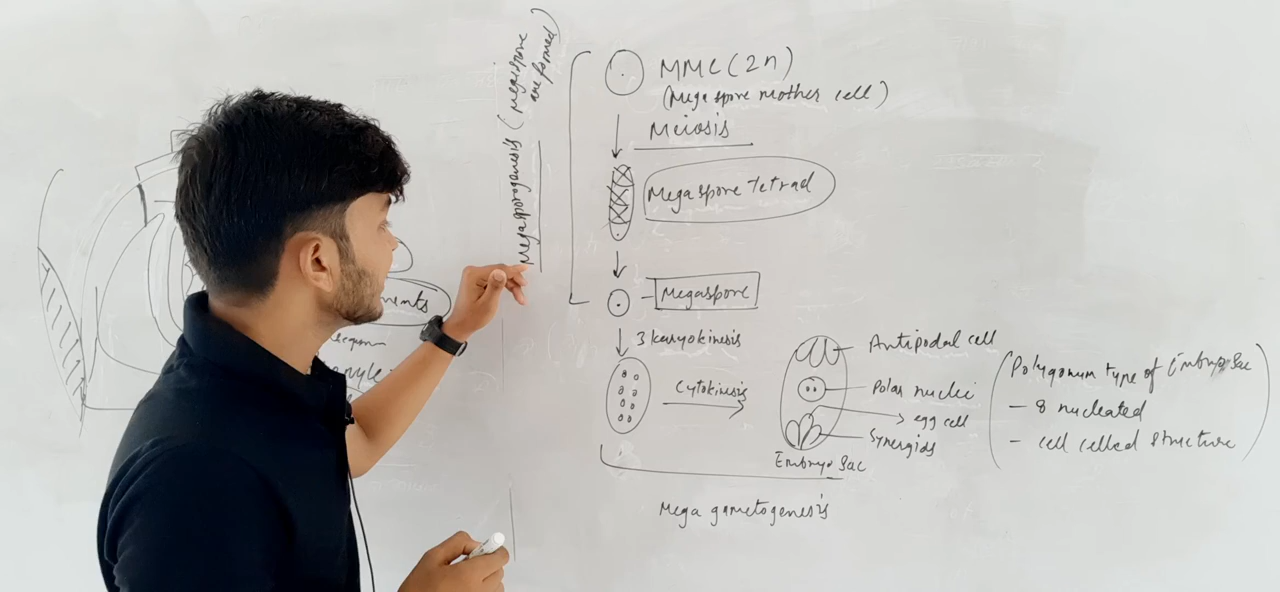 Megasporogenesis (megaspore
are formed)
MMC (2n)
(Mega spore mother cell)
Meiosis
Megaspore tetrad
Megaspore
3 karyokinesis
Cytokinesis
Antipodal cell
Polar nuclei
egg cell
Synergids
Embryo Sac
Mega gametogenesis
(Polygonum type of Embryo Sac
- 8 nucleated
- cell celled structure)
ments